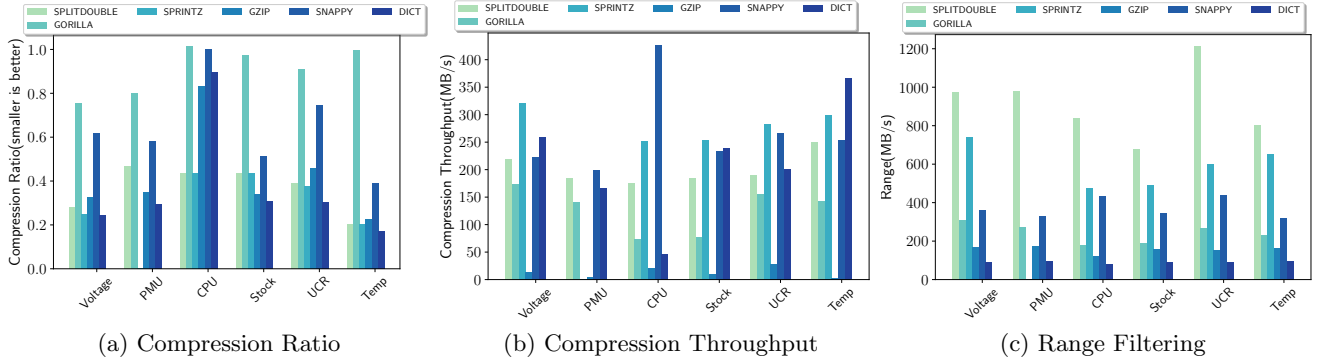 SPLITDOUBLE SPRINTZ GZIP SNAPPY DICT
GORILLA
Compression Ratio(smaller is better)
1.0
0.8
0.6
0.4
0.2
0.0
Voltage PMU CPU Stock UCR Temp
(a) Compression Ratio
SPLITDOUBLE SPRINTZ GZIP SNAPPY DICT
GORILLA
Compression Throughput(MB/s)
400
350
300
250
200
150
100
50
0
Voltage PMU CPU Stock UCR Temp
(b) Compression Throughput
SPLITDOUBLE SPRINTZ GZIP SNAPPY DICT
GORILLA
Range(MB/s)
1200
1000
800
600
400
200
0
Voltage PMU CPU Stock UCR Temp
(c) Range Filtering